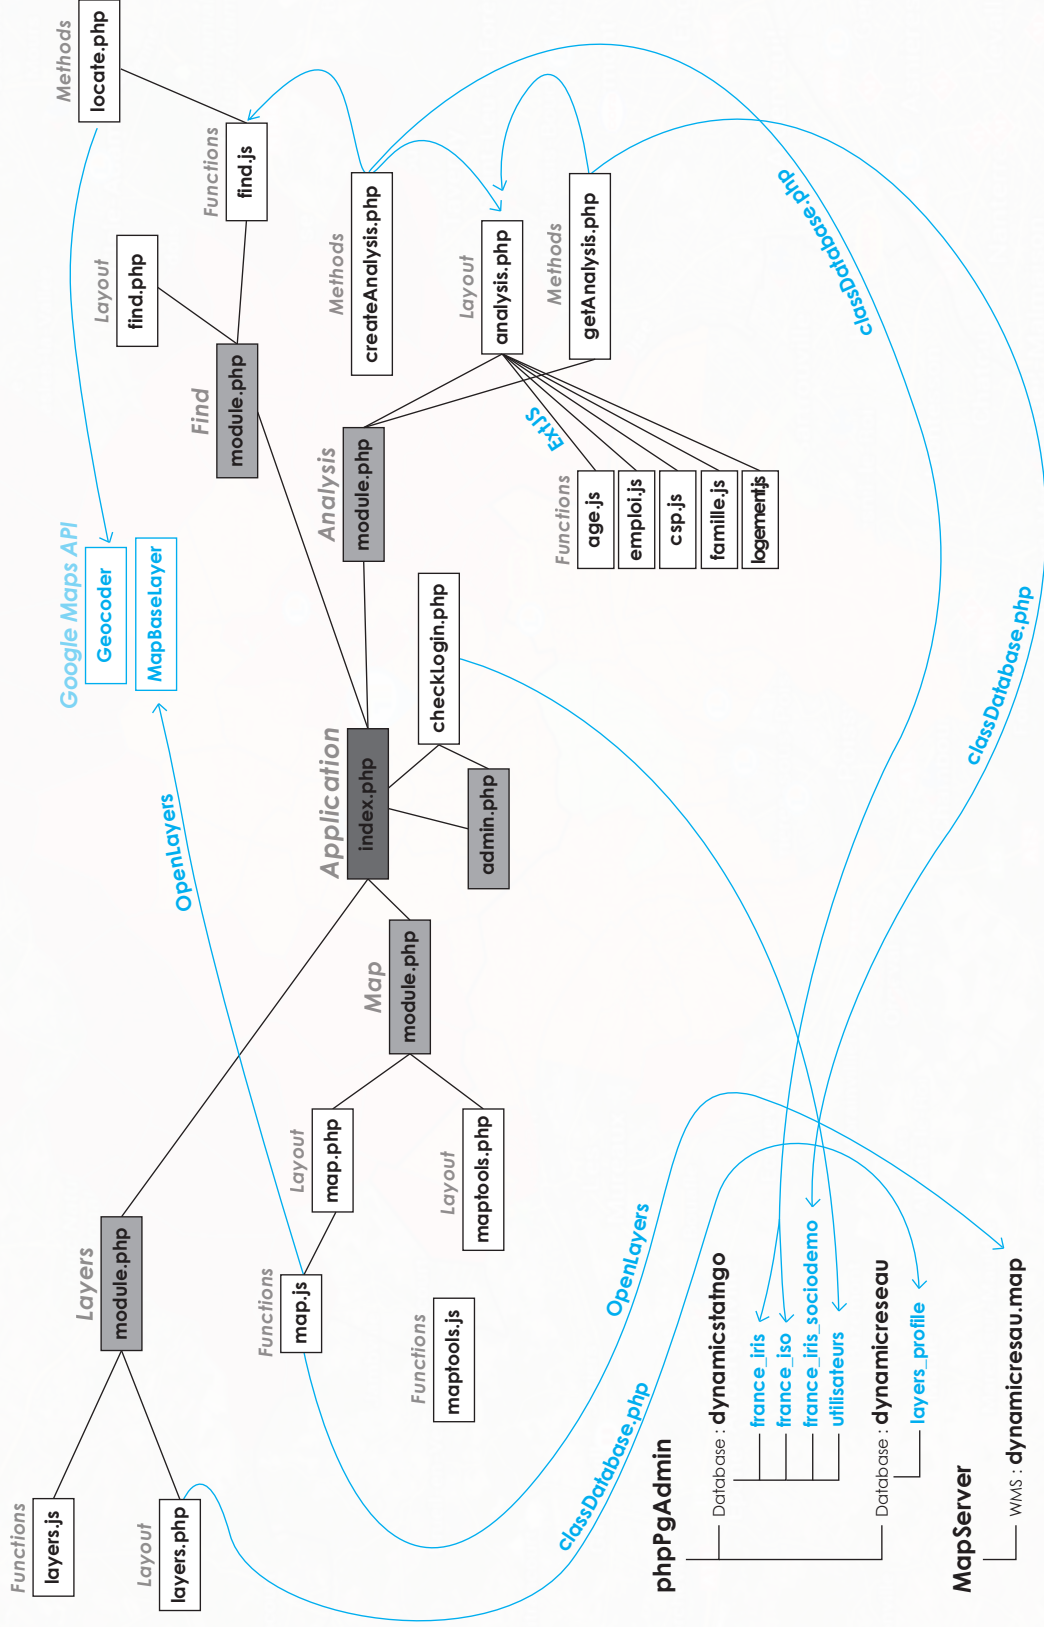 Functions
layers.js
Layout
layers.php
Layers
module.php
Functions
map.js
Layout
map.php
Functions
maptools.js
Layout
maptools.php
Map
module.php
Application
index.php
admin.php
checkLogin.php
OpenLayers
Google Maps API
Geocoder
MapBaseLayer
Find
module.php
Layout
find.php
Functions
find.js
Methods
locate.php
Analysis
module.php
Methods
createAnalysis.php
Layout
analysis.php
Methods
getAnalysis.php
ExtJS
Functions
age.js
emploi.js
csp.js
famille.js
logement.js
classDatabase.php
classDatabase.php
OpenLayers
classDatabase.php
phpPgAdmin
Database : dynamicstatngo
france_iris
france_iso
france_iris_sociodemo
utilisateurs
Database : dynamicreseau
layers_profile
MapServer
WMS : dynamicresau.map